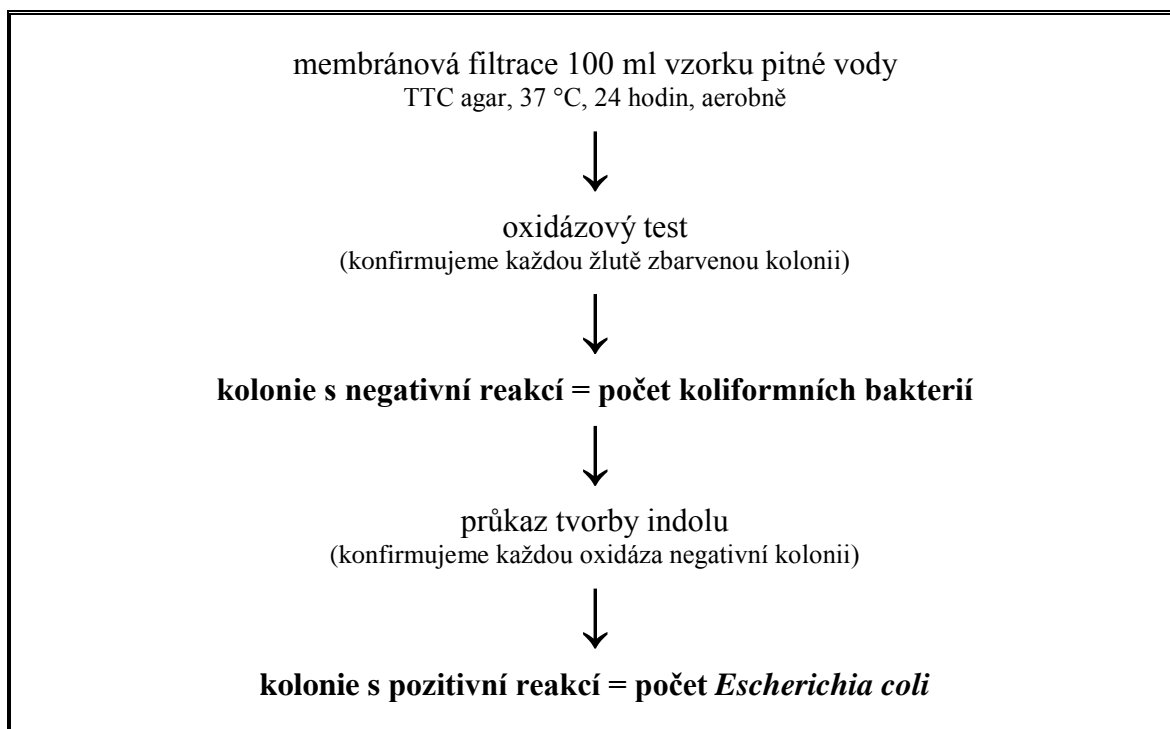 membránová filtrace 100 ml vzorku pitné vody
TTC agar, 37 °C, 24 hodin, aerobně
oxidázový test
(konfirmujeme každou žlutě zbarvenou kolonii)
kolonie s negativní reakcí = počet koliformních bakterií
průkaz tvorby indolu
(konfirmujeme každou oxidáza negativní kolonii)
kolonie s pozitivní reakcí = počet Escherichia coli